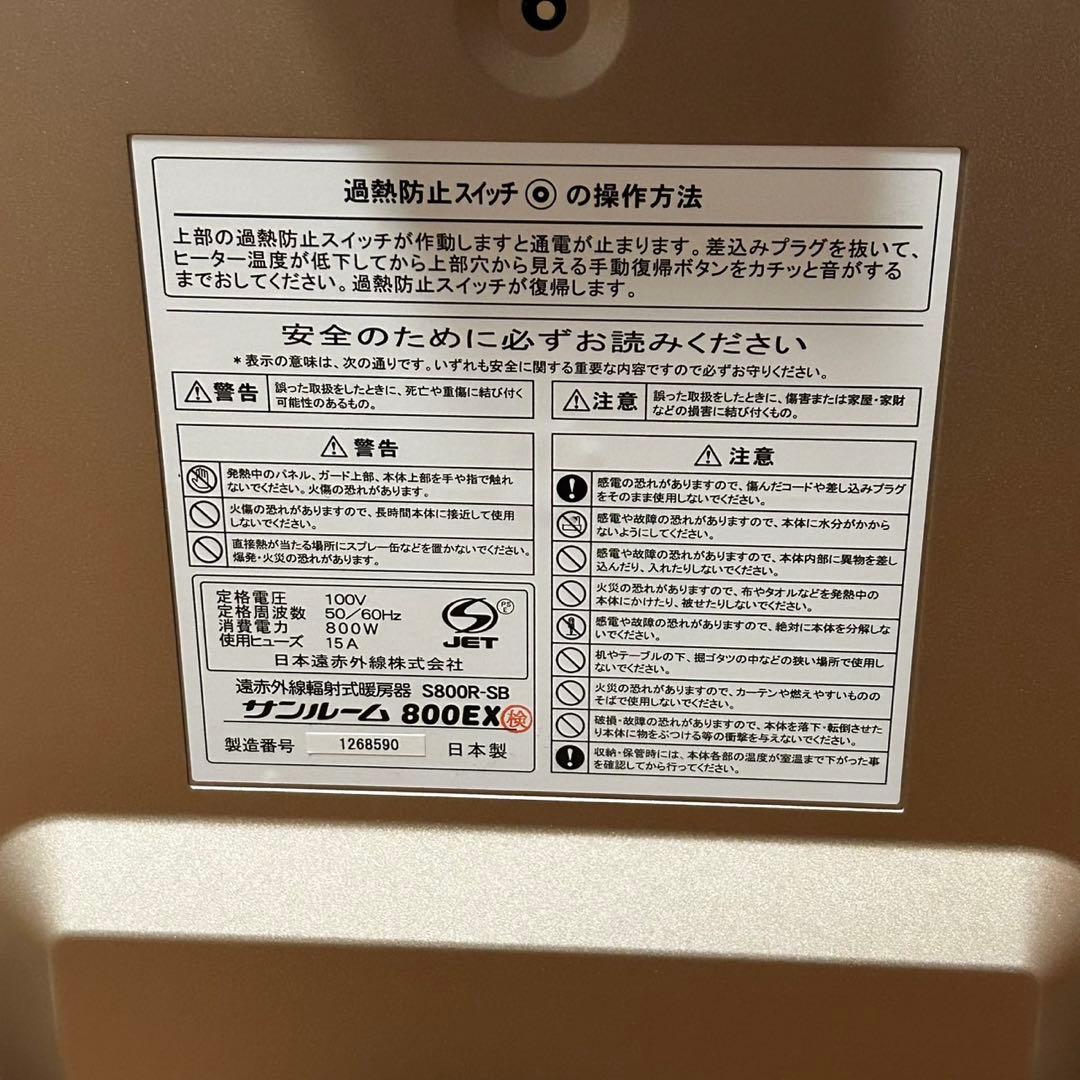 過熱防止スイッチ◉の操作方法
上部の過熱防止スイッチが作動しますと通電が止まります。差込みプラグを抜いて、
ヒーター温度が低下してから上部穴から見える手動復帰ボタンをカチッと音がする
までおしてください。過熱防止スイッチが復帰します。
安全のために必ずお読みください
*表示の意味は、次の通りです。いずれも安全に関する重要な内容ですので必ずお守りください。
⚠警告
誤った取扱をしたときに、死亡や重傷に結び付く
可能性のあるもの。
⚠注意
誤った取扱をしたときに、傷害または家屋・家財
などの損害に結び付くもの。
⚠ 警告
発熱中のパネル、ガード上部、本体上部を手や指で触れ
ないでください。火傷の恐れがあります。
火傷の恐れがありますので、長時間本体に接近して使用
しないでください。
直接熱が当たる場所にスプレー缶などを置かないでください。
爆発・火災の恐れがあります。
定格電圧 100V
定格周波数 50/60Hz
消費電力 800W
使用ヒューズ 15A
PS
E
JET
日本遠赤外線株式会社
遠赤外線輻射式暖房器 S800R-SB
サンルーム 800EX 検
製造番号 1268590 日本製
⚠ 注意
感電の恐れがありますので、傷んだコードや差し込みプラグ
をそのまま使用しないでください。
感電や故障の恐れがありますので、本体に水分がかから
ないようにしてください。
感電や故障の恐れがありますので、本体内部に異物を差し
込んだり、入れたりしないでください。
火災の恐れがありますので、布やタオルなどを発熱中の
本体にかけたり、被せたりしないでください。
感電や故障の恐れがありますので、絶対に本体を分解しな
いでください。
机やテーブルの下、掘ゴタツの中などの狭い場所で使用し
ないでください。
火災の恐れがありますので、カーテンや燃えやすいものの
そばで使用しないでください。
破損・故障の恐れがありますので、本体を落下・転倒させた
り本体に物をぶつける等の衝撃を与えないでください。
収納・保管時には、本体各部の温度が室温まで下がった事
を確認してから行ってください。